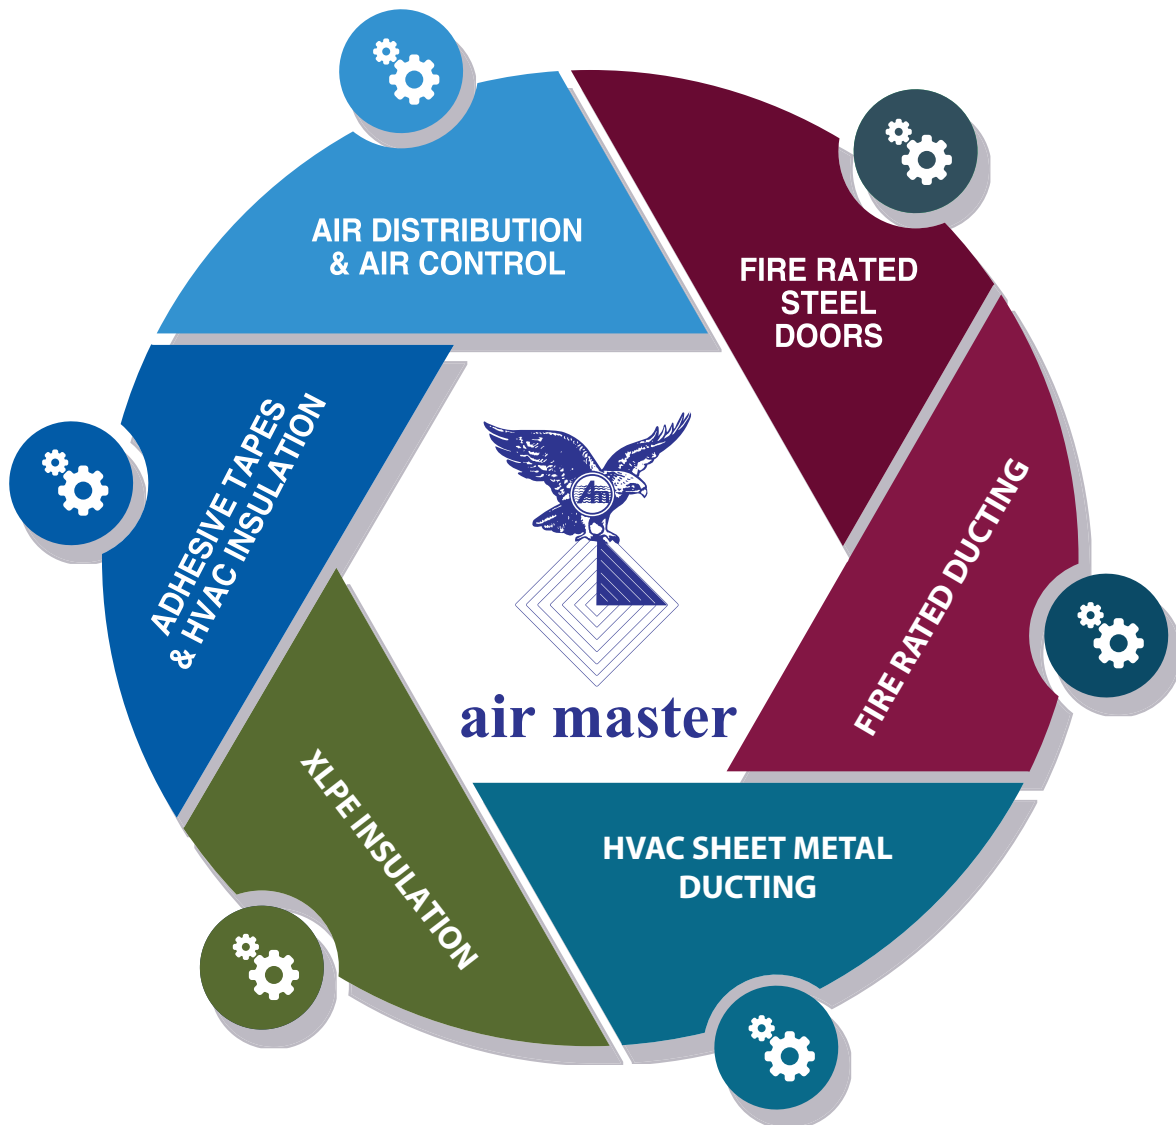 AIR DISTRIBUTION
& AIR CONTROL
FIRE RATED
STEEL
DOORS
FIRE RATED DUCTING
HVAC SHEET METAL
DUCTING
XLPE INSULATION
ADHESIVE TAPES
& HVAC INSULATION
air master